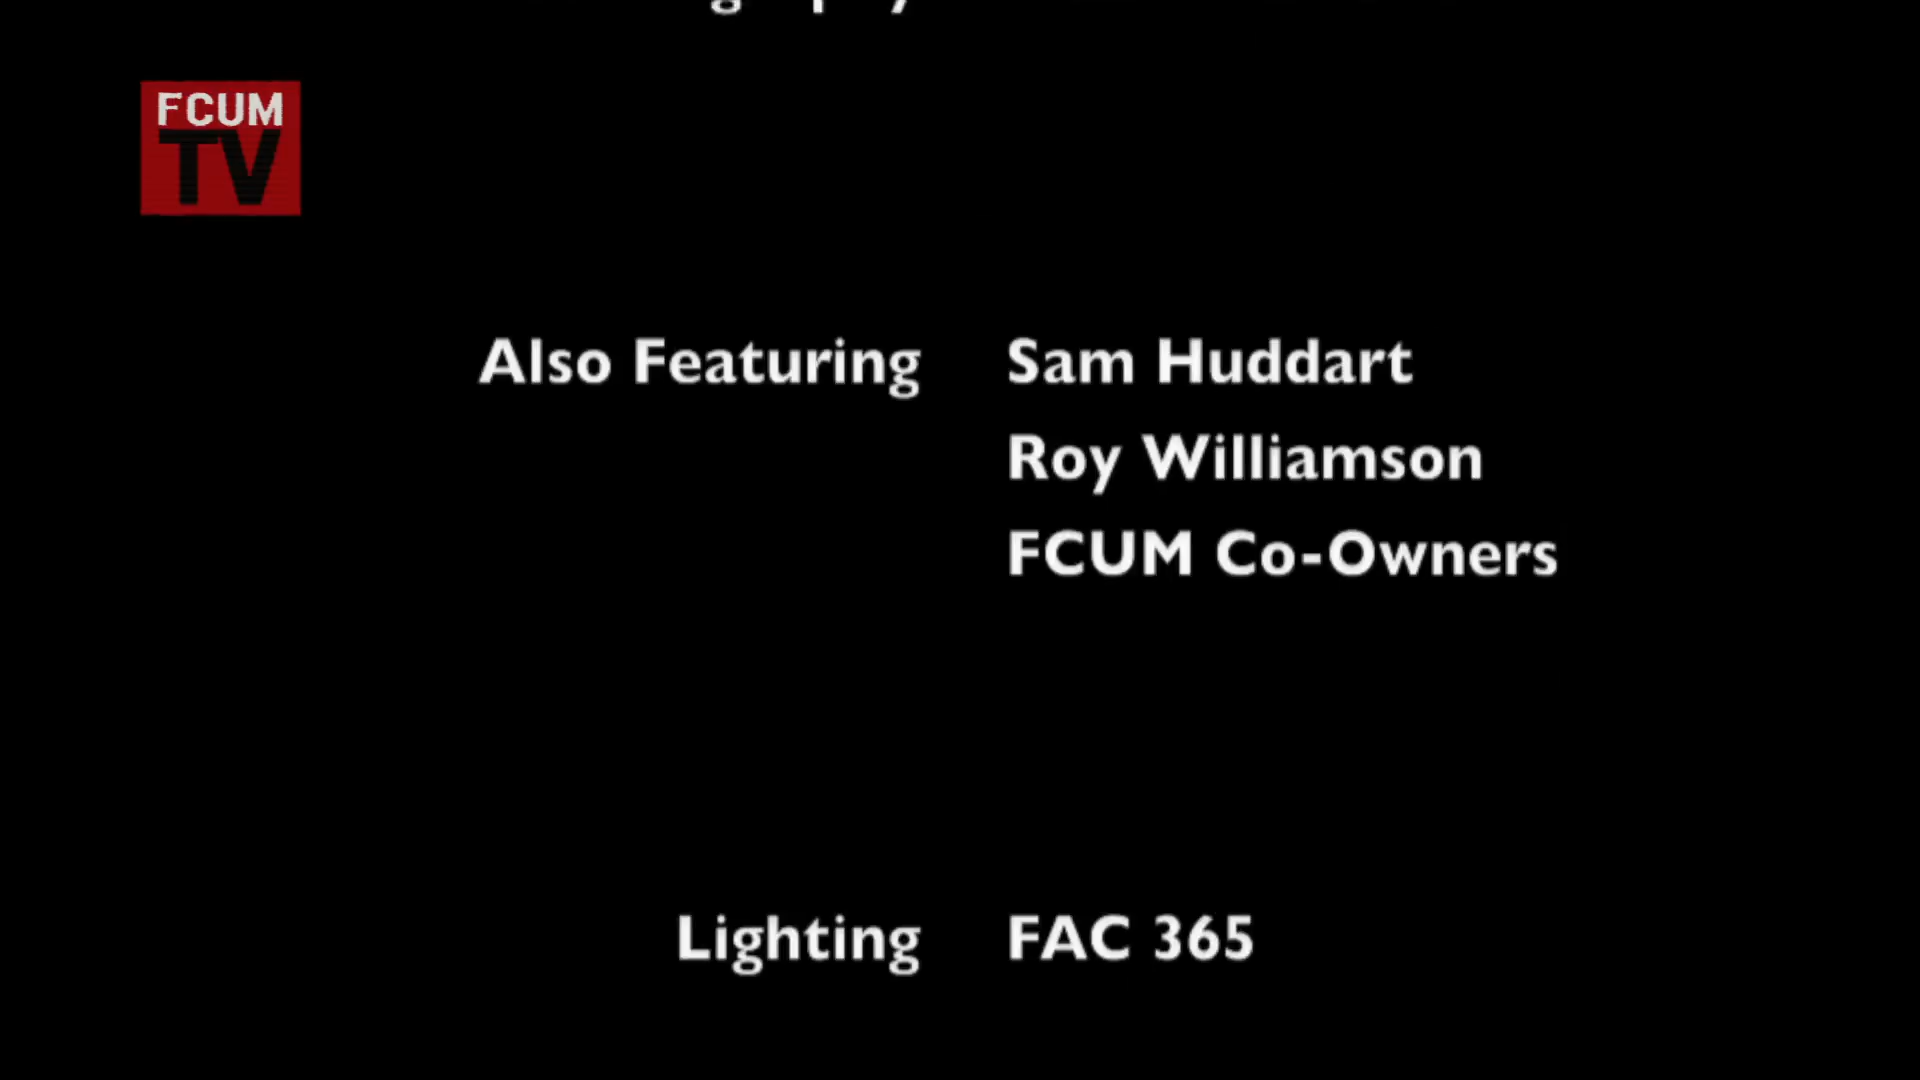 FCUM
TV
Also Featuring Sam Huddart
Roy Williamson
FCUM Co-Owners
Lighting FAC 365